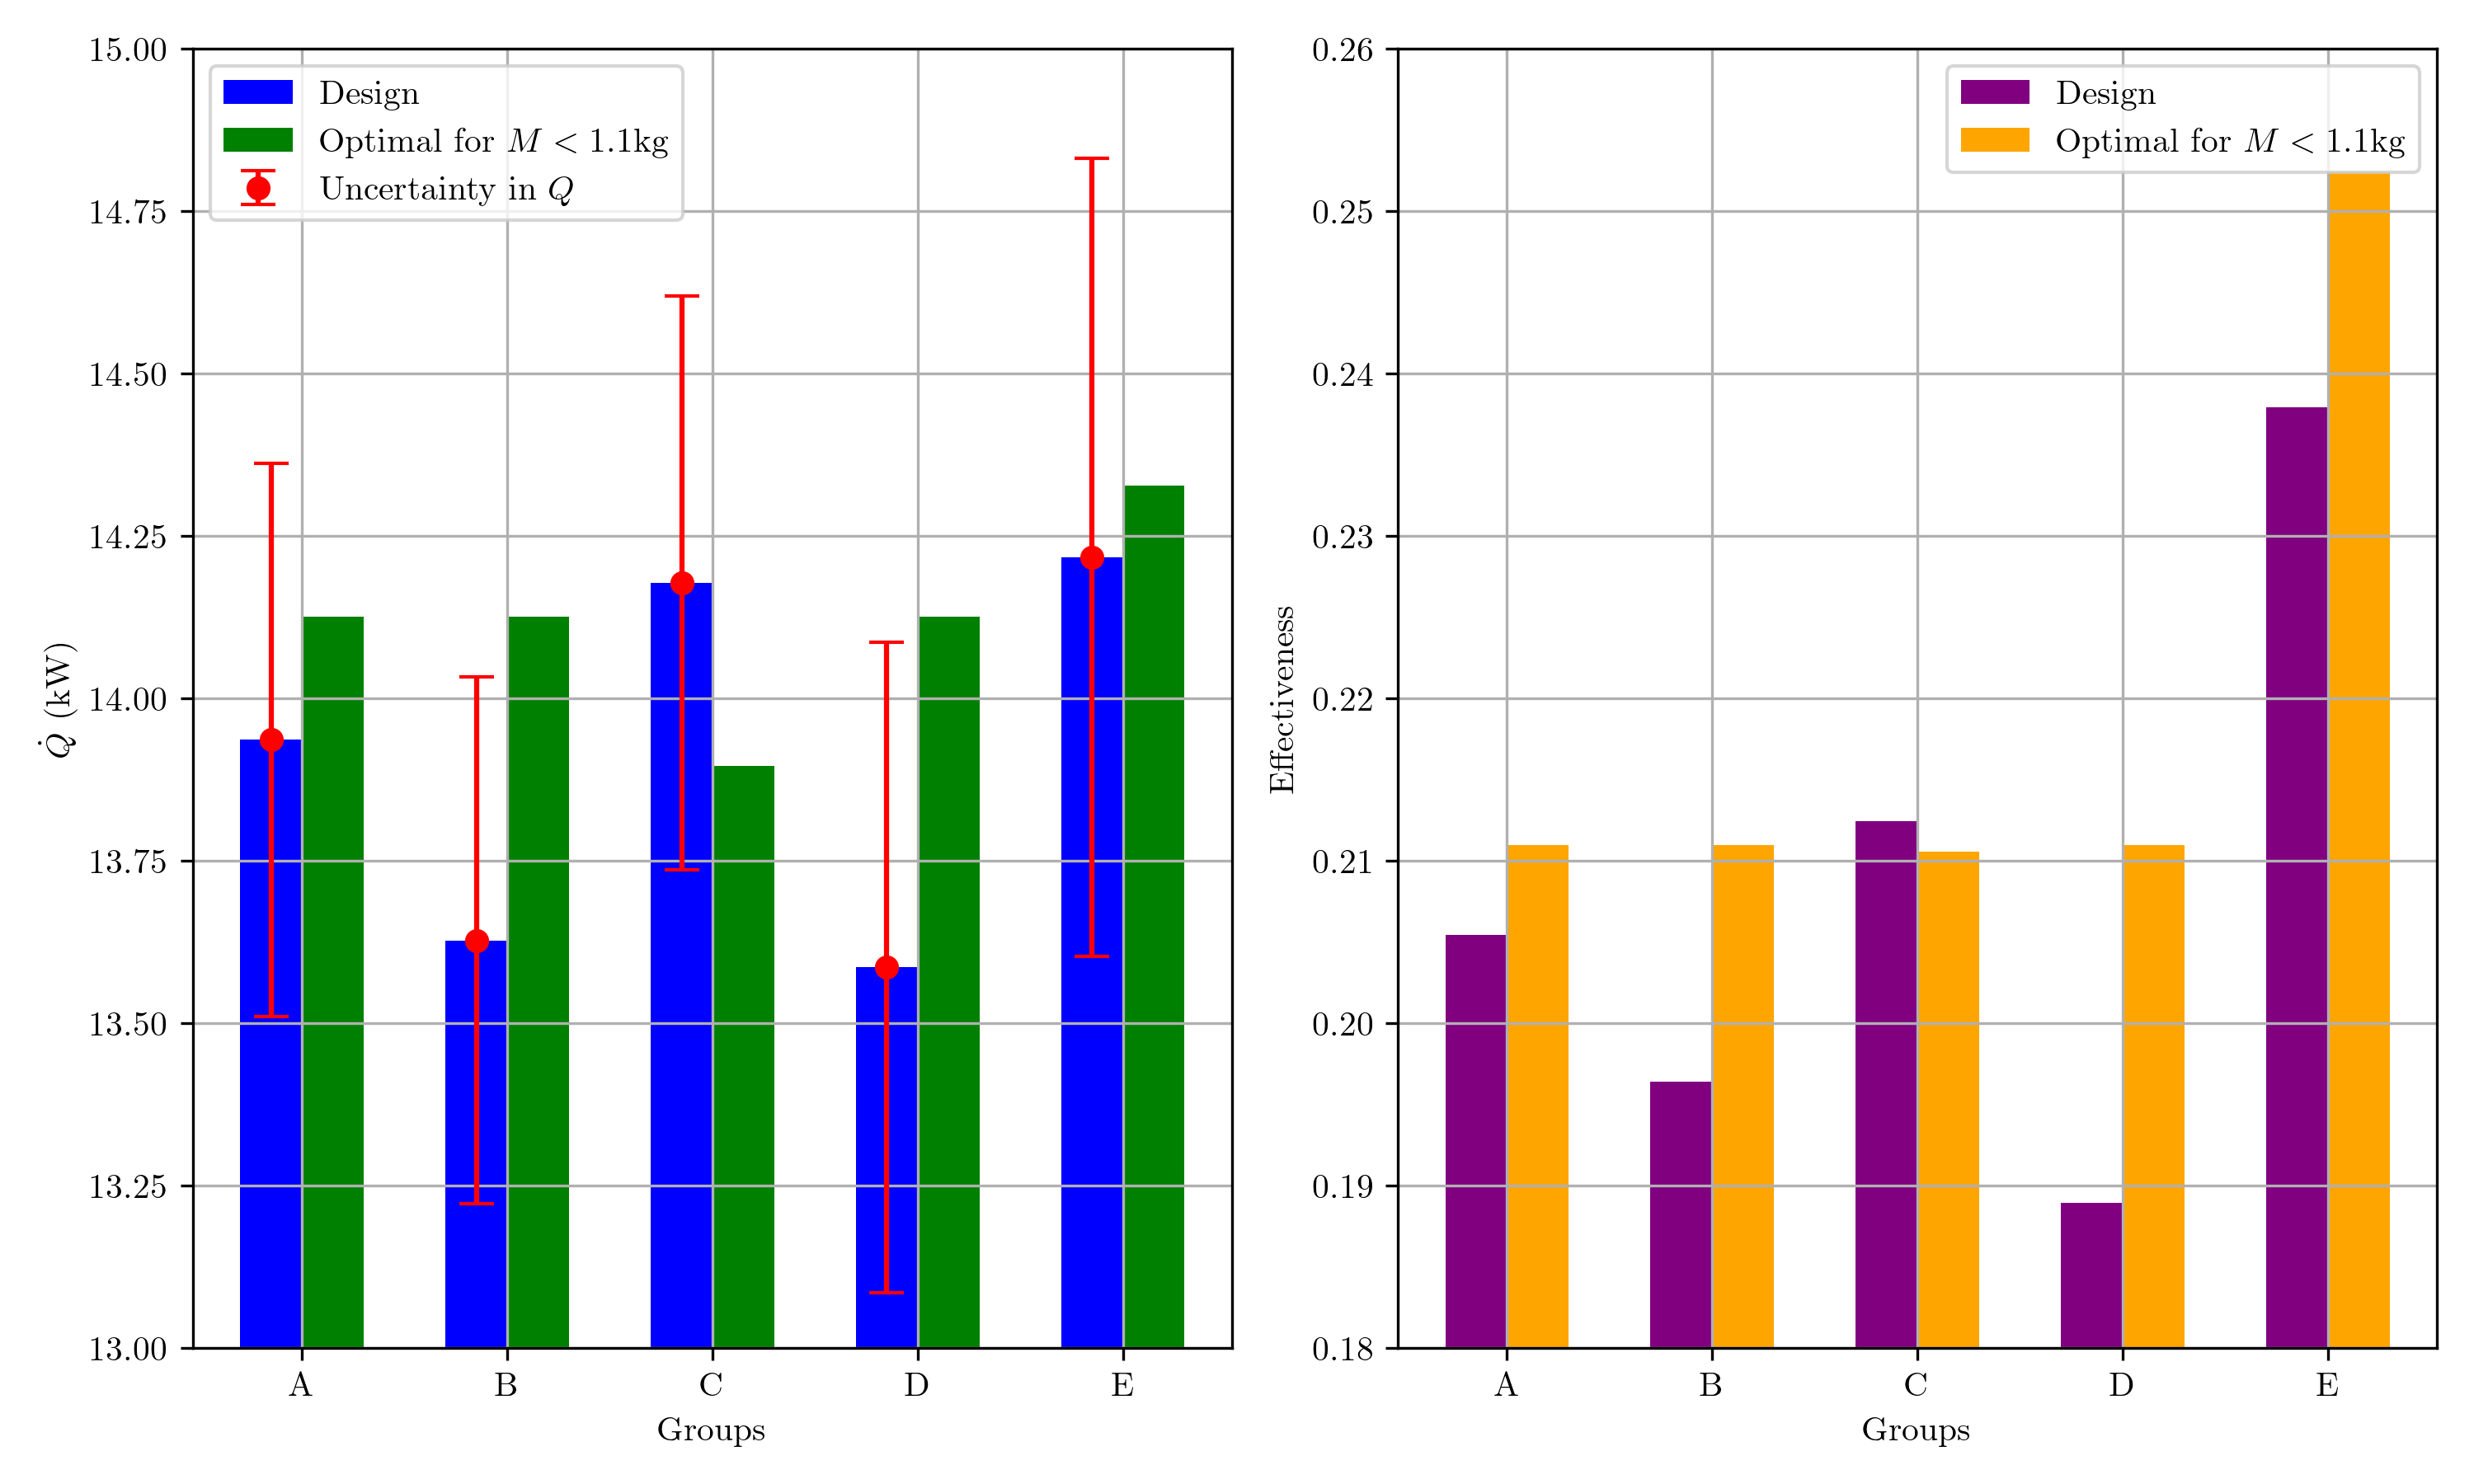 15.00
14.75
14.50
14.25
14.00
13.75
13.50
13.25
13.00
Q̇ (kW)
Design
Optimal for M < 1.1kg
Uncertainty in Q
A B C D E
Groups
0.26
0.25
0.24
0.23
0.22
0.21
0.20
0.19
0.18
Effectiveness
Design
Optimal for M < 1.1kg
A B C D E
Groups